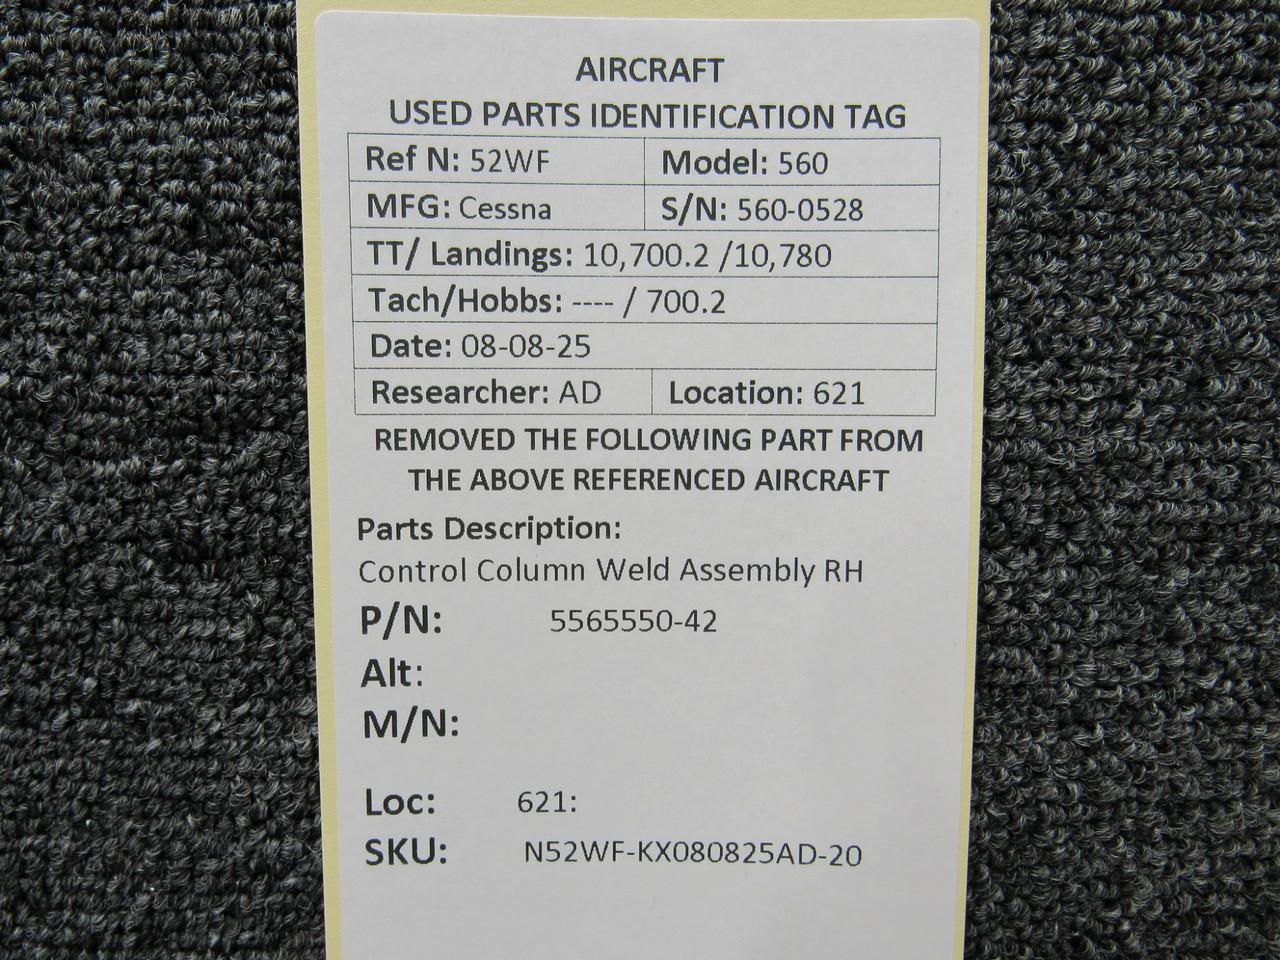 AIRCRAFT
USED PARTS IDENTIFICATION TAG
Ref N: 52WF Model: 560
MFG: Cessna S/N: 560-0528
TT/ Landings: 10,700.2 /10,780
Tach/Hobbs: ---- / 700.2
Date: 08-08-25
Researcher: AD Location: 621
REMOVED THE FOLLOWING PART FROM
THE ABOVE REFERENCED AIRCRAFT
Parts Description:
Control Column Weld Assembly RH
P/N: 5565550-42
Alt:
M/N:
Loc: 621:
SKU: N52WF-KX080825AD-20